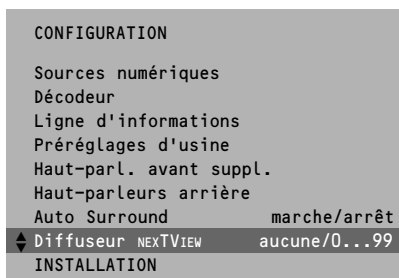 CONFIGURATION
Sources numériques
Décodeur
Ligne d'informations
Préréglages d'usine
Haut-parl. avant suppl.
Haut-parleurs arrière
Auto Surround marche/arrêt
Diffuseur NEXTVIEW aucune/0...99
INSTALLATION